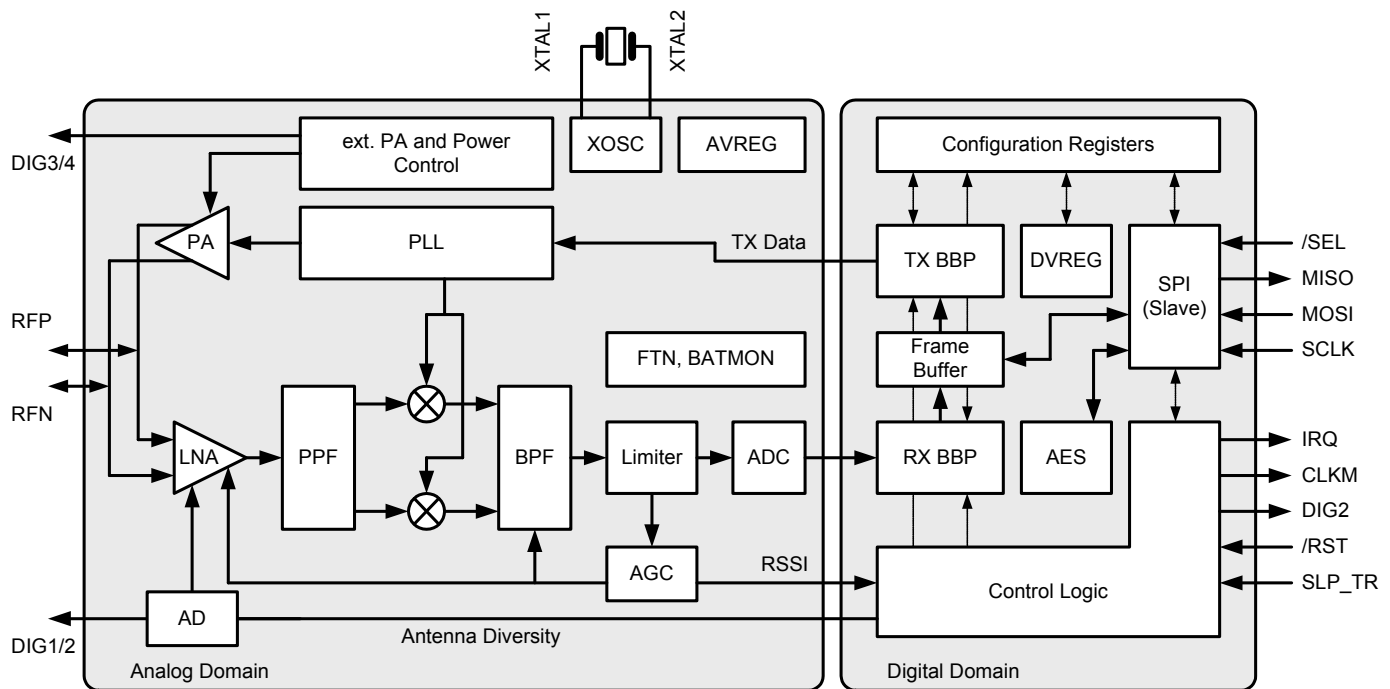 XTAL1
XTAL2
DIG3/4
ext. PA and Power
Control
XOSC
AVREG
Configuration Registers
PA
PLL
TX Data
TX BBP
DVREG
SPI
(Slave)
/SEL
MISO
MOSI
SCLK
RFP
RFN
FTN, BATMON
Frame
Buffer
LNA
PPF
BPF
Limiter
ADC
RX BBP
AES
IRQ
CLKM
DIG2
/RST
SLP_TR
AGC
RSSI
Control Logic
AD
DIG1/2
Antenna Diversity
Analog Domain
Digital Domain